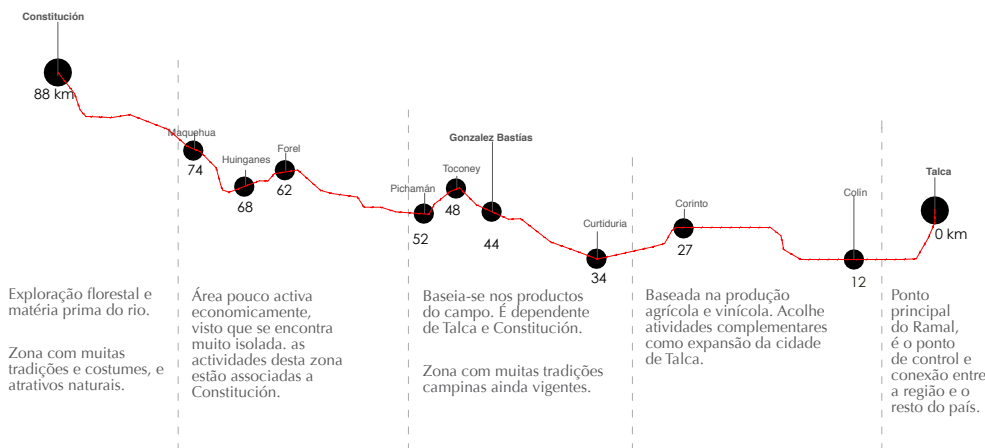 Constitución
88 km
Maquehua
74
Huinganes
68
Forel
62
Pichamán
52
Toconey
48
Gonzalez Bastías
44
Curtiduria
34
Corinto
27
Colín
12
Talca
0 km
Exploração florestal e
matéria prima do rio.
Zona com muitas
tradições e costumes, e
atrativos naturais.
Área pouco activa
economicamente,
visto que se encontra
muito isolada. as
actividades desta zona
estão associadas a
Constitución.
Baseia-se nos productos
do campo. É dependente
de Talca e Constitución.
Zona com muitas tradições
campinas ainda vigentes.
Baseada na produção
agrícola e vinícola. Acolhe
atividades complementares
como expansão da cidade
de Talca.
Ponto
principal
do Ramal,
é o ponto
de control e
conexão entre
a região e o
resto do país.